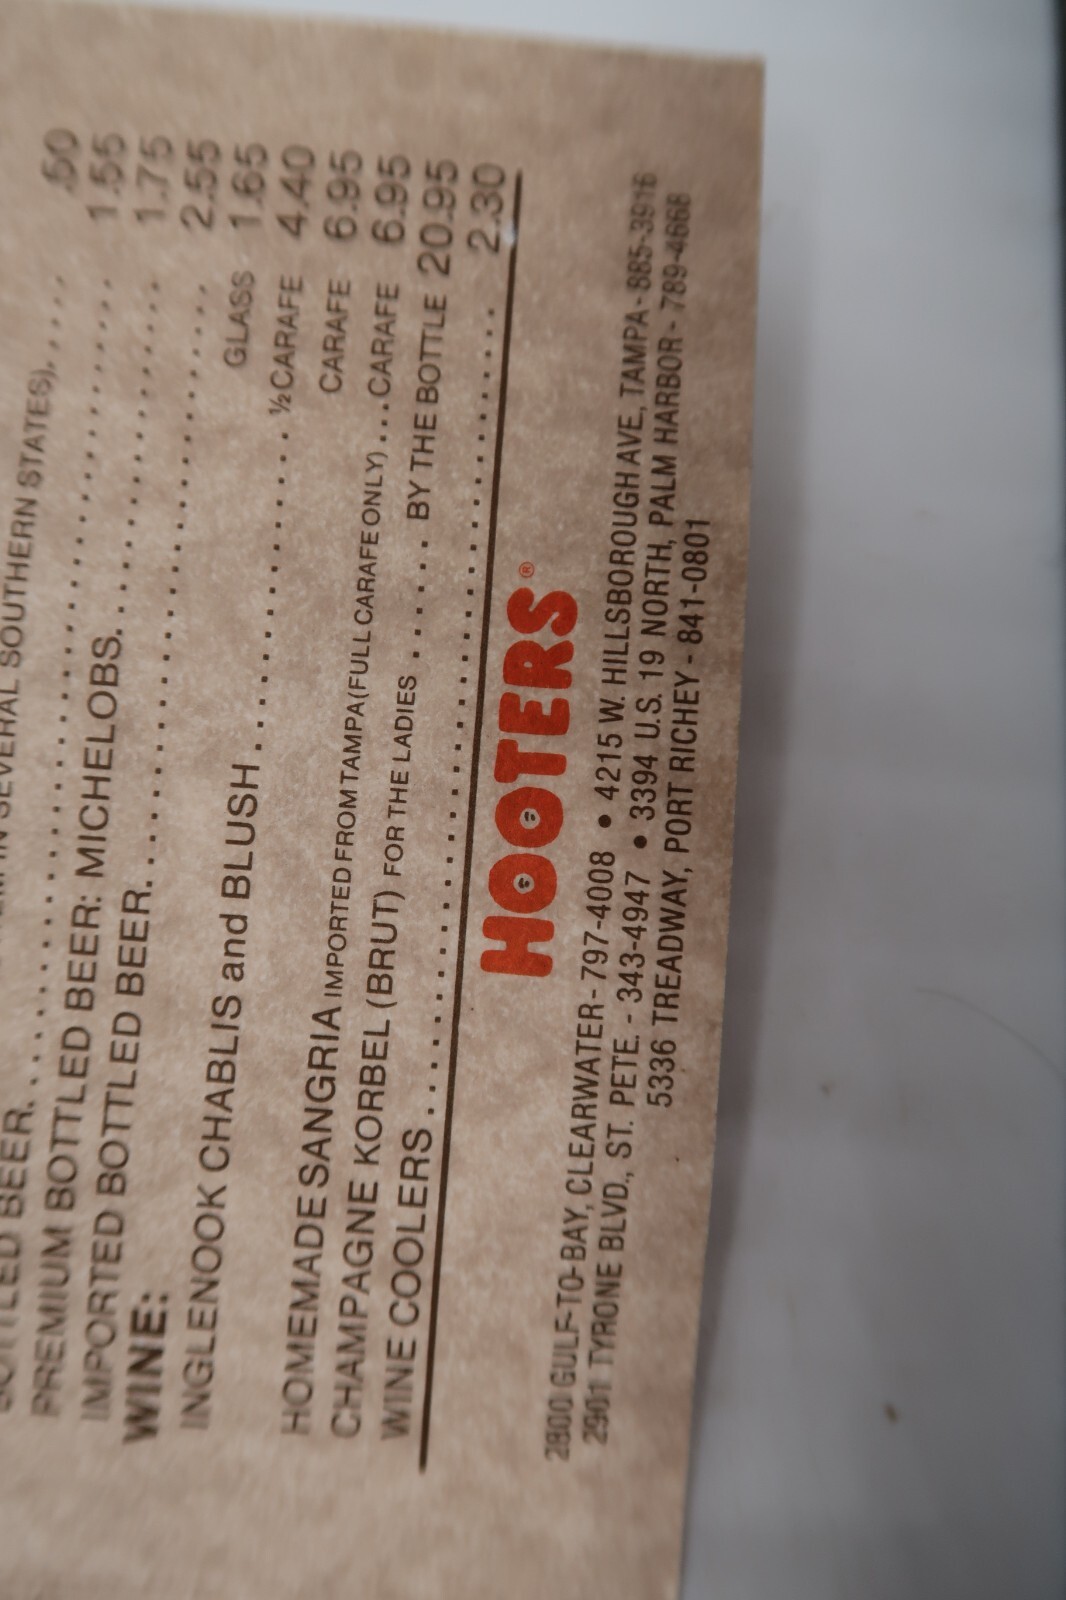 SEVERAL SOUTHERN STATES)..... .50
BOTTLED BEER.......................... 1.55
PREMIUM BOTTLED BEER: MICHELOBS............ 1.75
IMPORTED BOTTLED BEER...................... 2.55
WINE: GLASS 1.65
INGLENOOK CHABLIS and BLUSH............ ½ CARAFE 4.40
CARAFE 6.95
HOMEMADE SANGRIA IMPORTED FROM TAMPA (FULL CARAFE ONLY)...CARAFE 6.95
CHAMPAGNE KORBEL (BRUT) FOR THE LADIES ...... BY THE BOTTLE 20.95
WINE COOLERS.......................... 2.30
HOOTERS®
2800 GULF-TO-BAY, CLEARWATER - 797-4008 • 4215 W. HILLSBOROUGH AVE, TAMPA - 885-3916
2901 TYRONE BLVD., ST. PETE. - 343-4947 • 3394 U.S. 19 NORTH, PALM HARBOR - 789-4668
5336 TREADWAY, PORT RICHEY - 841-0801